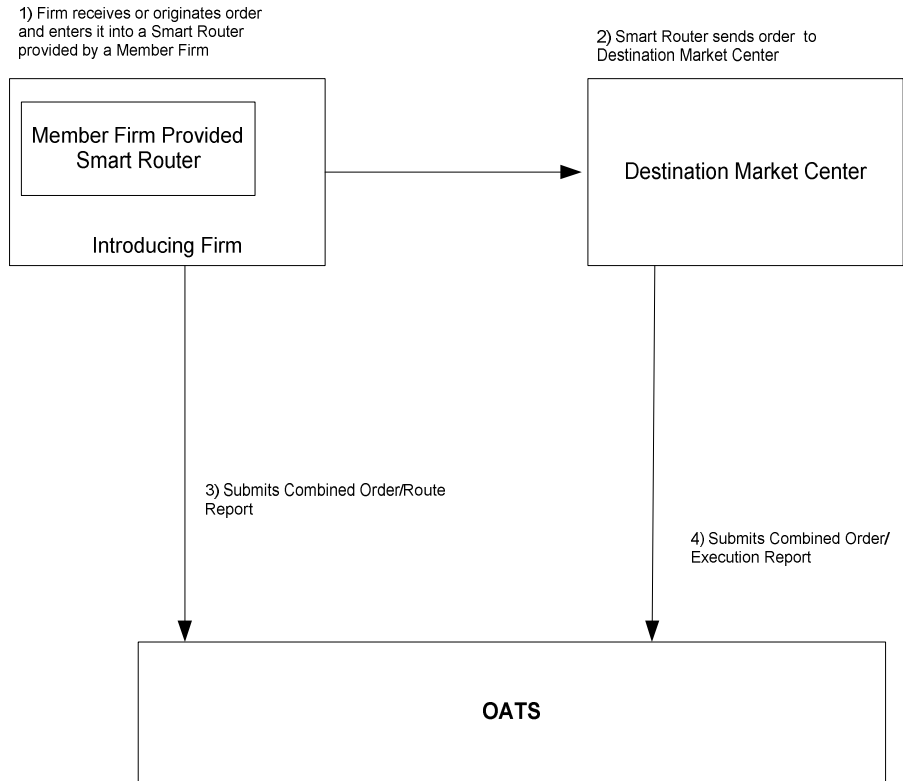 1) Firm receives or originates order
and enters it into a Smart Router
provided by a Member Firm
2) Smart Router sends order to
Destination Market Center
Member Firm Provided
Smart Router
Introducing Firm
Destination Market Center
3) Submits Combined Order/Route
Report
4) Submits Combined Order/
Execution Report
OATS